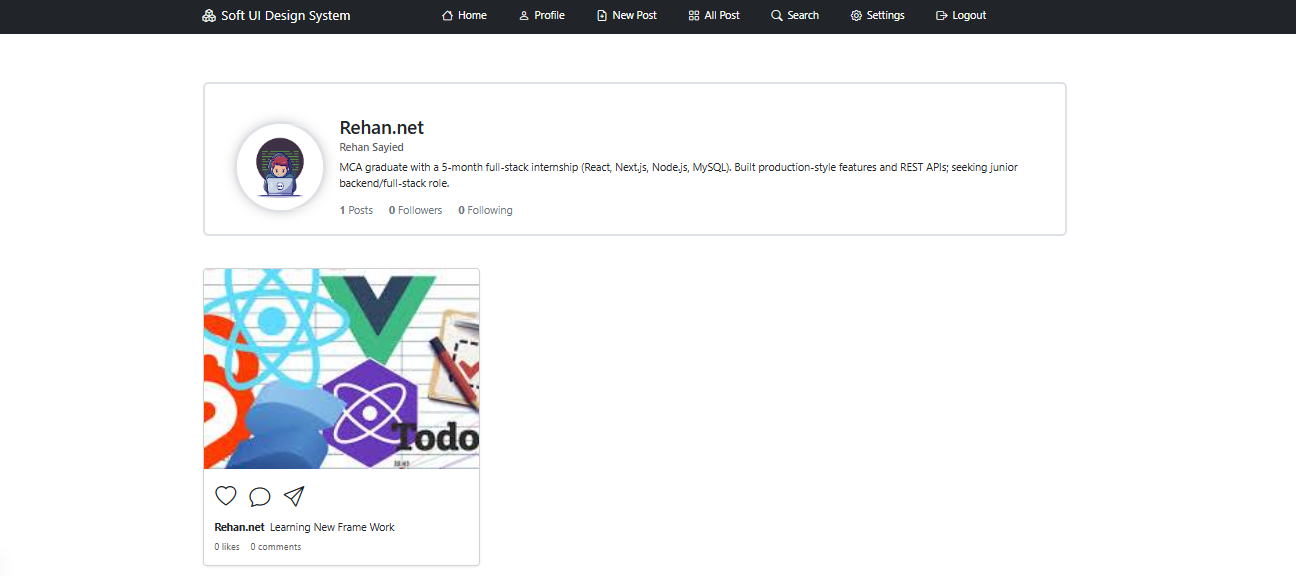 Soft UI Design System
Home
Profile
New Post
All Post
Search
Settings
Logout
Rehan.net
Rehan Sayied
MCA graduate with a 5-month full-stack internship (React, Next.js, Node.js, MySQL). Built production-style features and REST APIs; seeking junior
backend/full-stack role.
1 Posts 0 Followers 0 Following
Todo
Rehan.net Learning New Frame Work
0 likes 0 comments